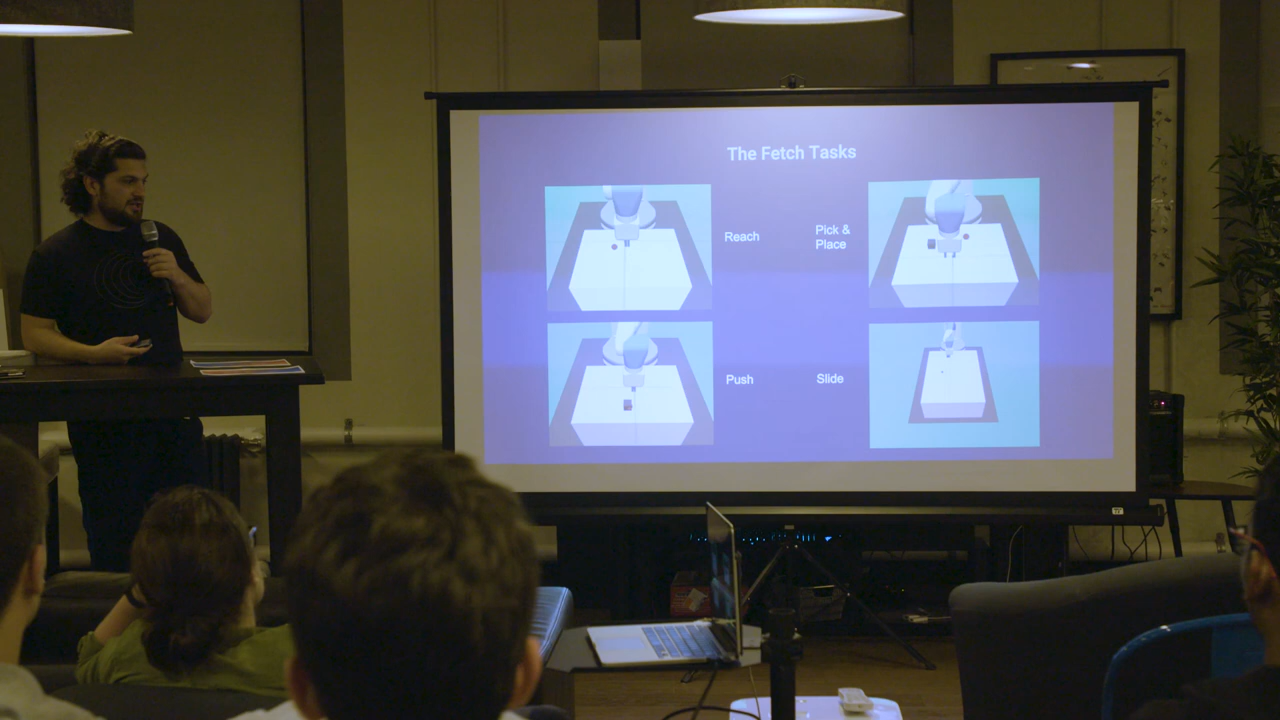 The Fetch Tasks
Reach
Pick &
Place
Push
Slide